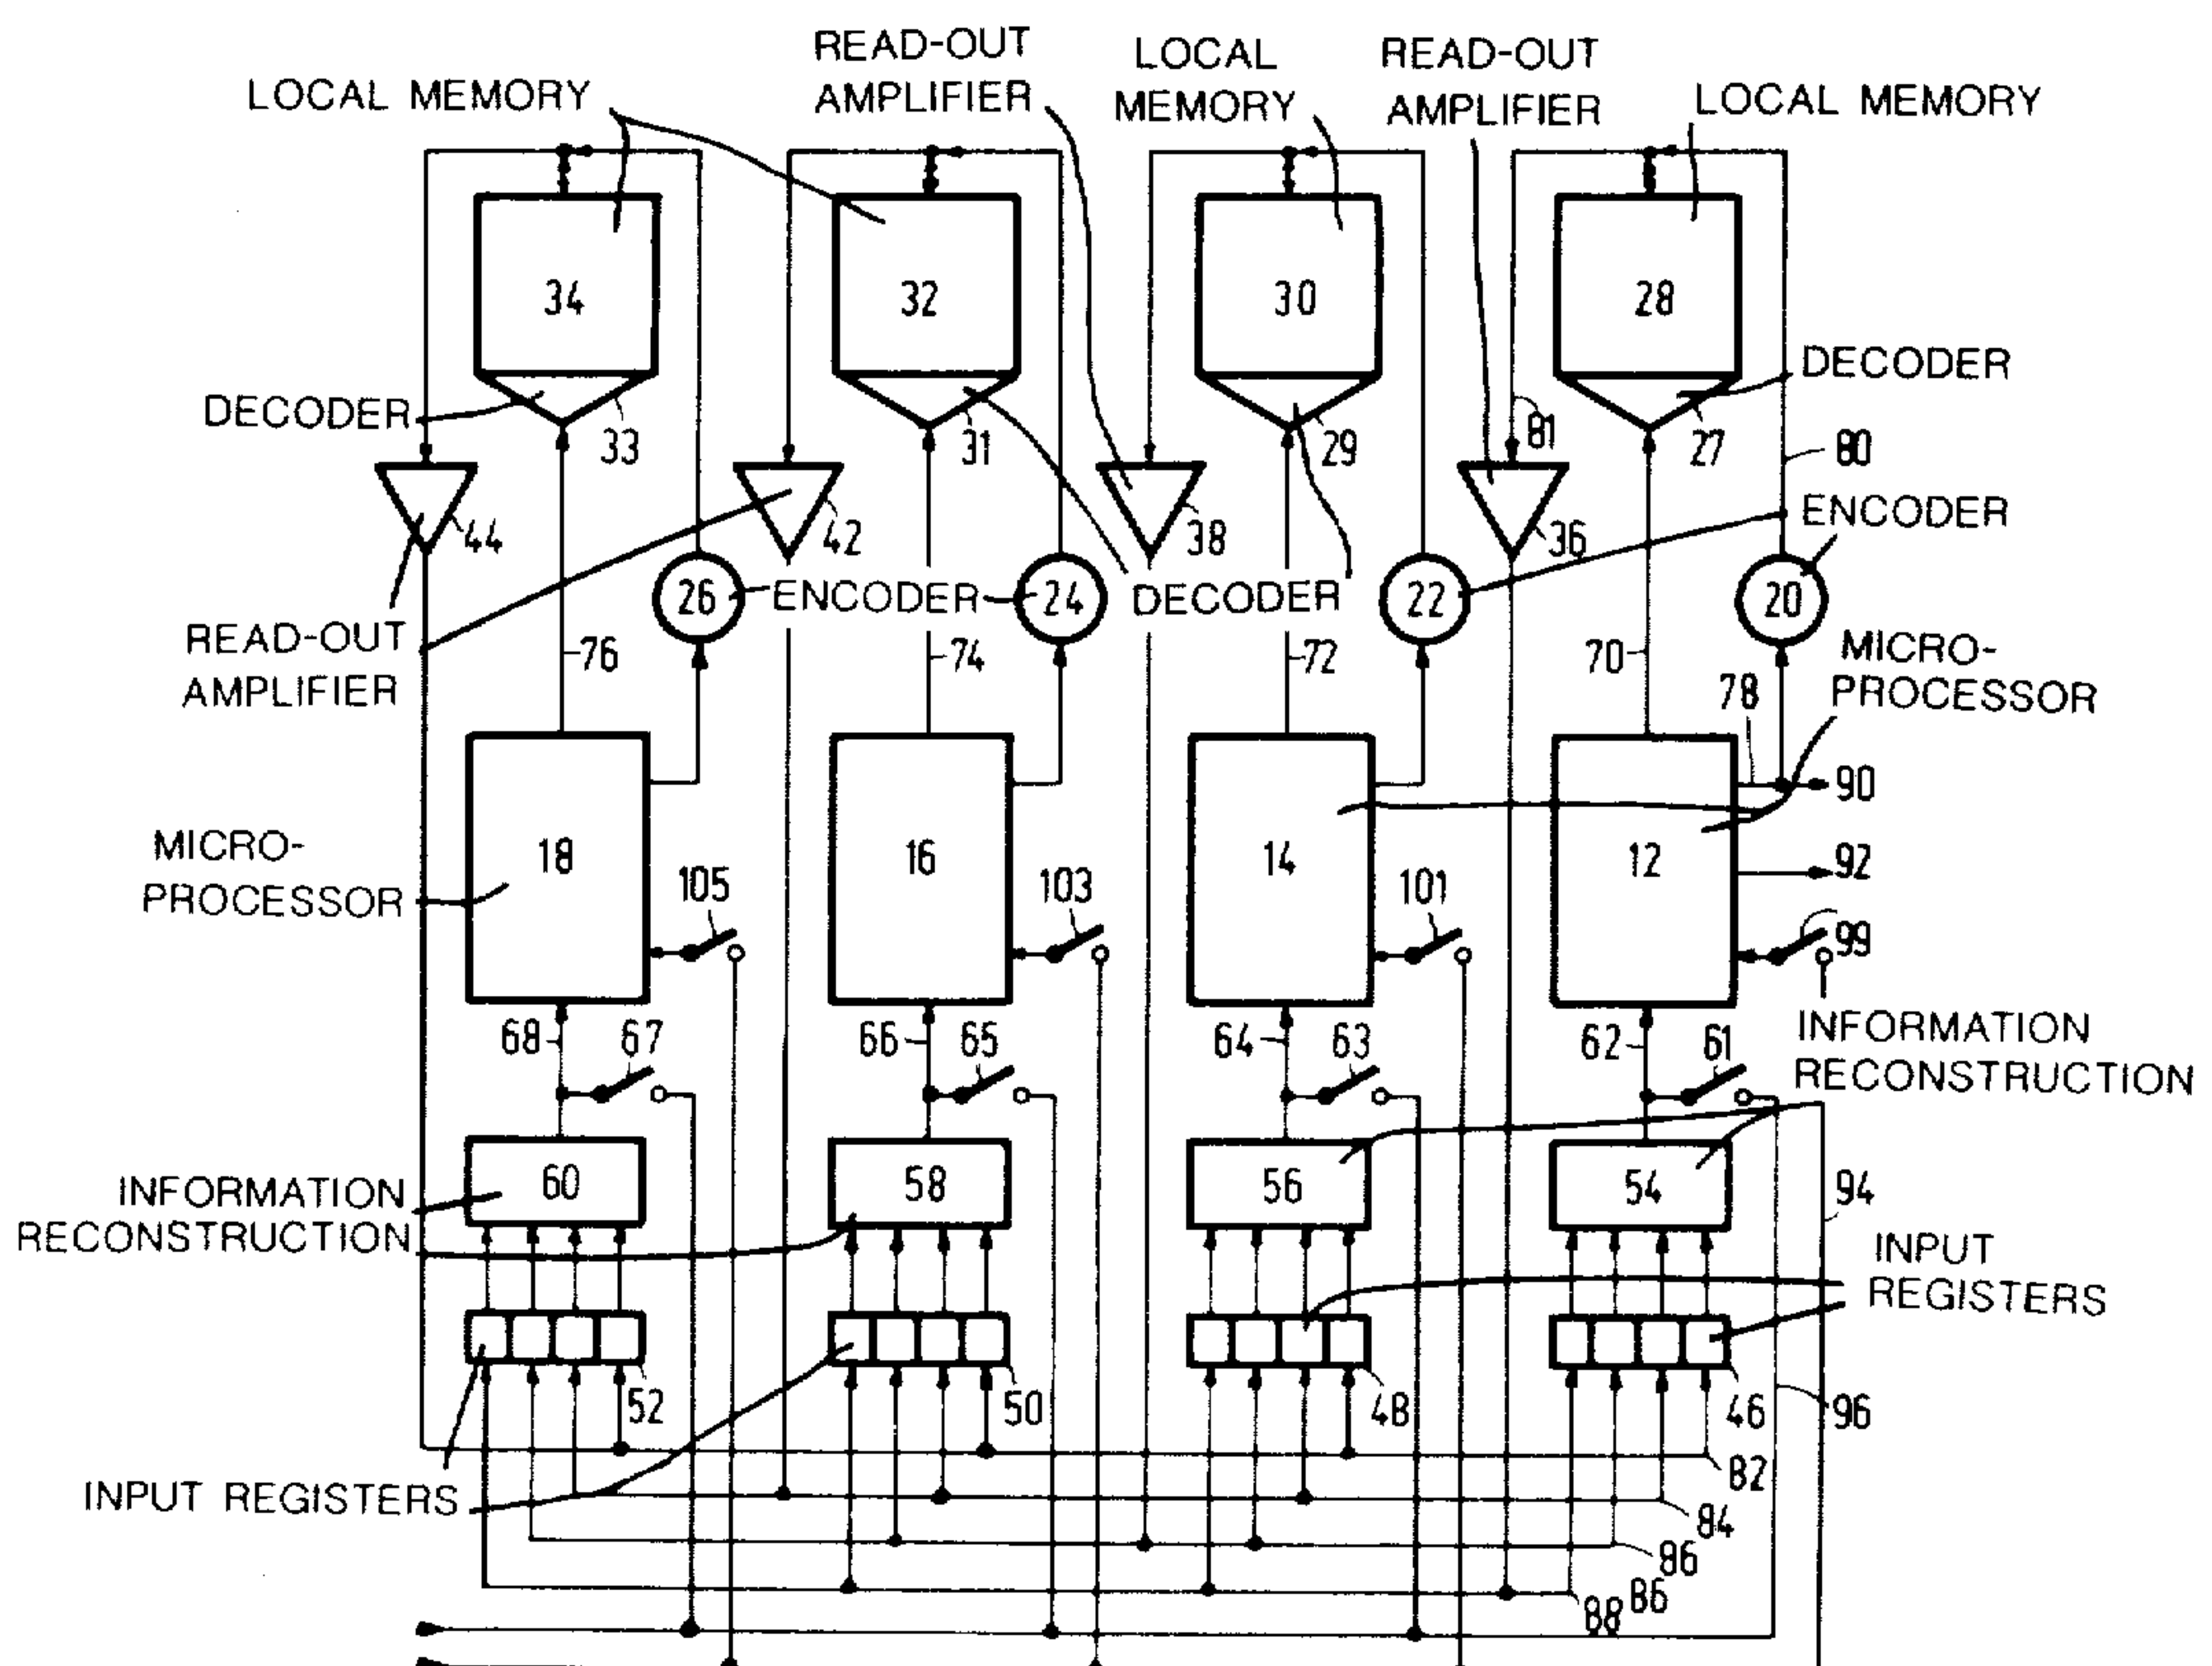 READ-OUT
AMPLIFIER
LOCAL
MEMORY
READ-OUT
AMPLIFIER
LOCAL MEMORY
LOCAL MEMORY
34
32
30
28
DECODER
DECODER
33
31
29
81
27
80
44
42
38
36
ENCODER
26
ENCODER
24
DECODER
22
20
READ-OUT
AMPLIFIER
76
74
72
70
78
MICRO-
PROCESSOR
90
MICRO-
PROCESSOR
18
16
14
12
92
105
103
101
99
68
67
66
65
64
63
62
61
INFORMATION
RECONSTRUCTION
INFORMATION
RECONSTRUCTION
60
58
56
54
94
INPUT
REGISTERS
52
50
48
46
96
82
INPUT REGISTERS
84
86
86
88